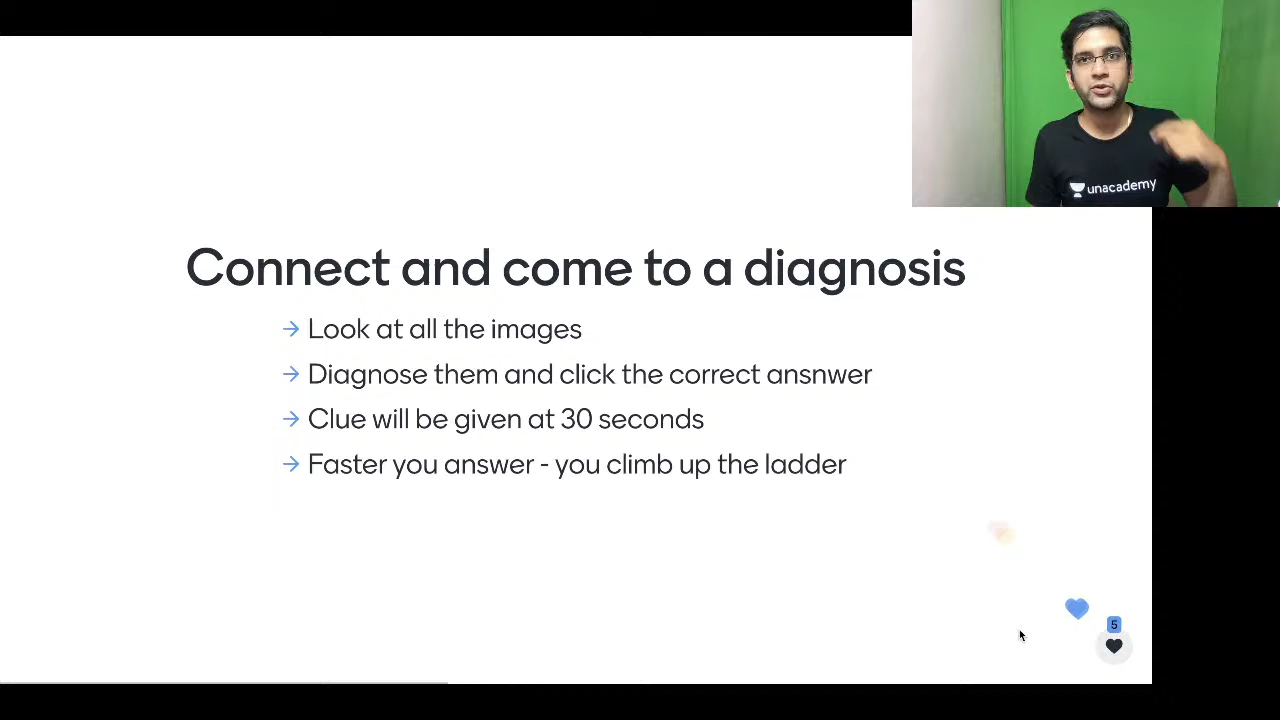 unacademy
Connect and come to a diagnosis
→ Look at all the images
→ Diagnose them and click the correct ansnwer
→ Clue will be given at 30 seconds
→ Faster you answer - you climb up the ladder
5